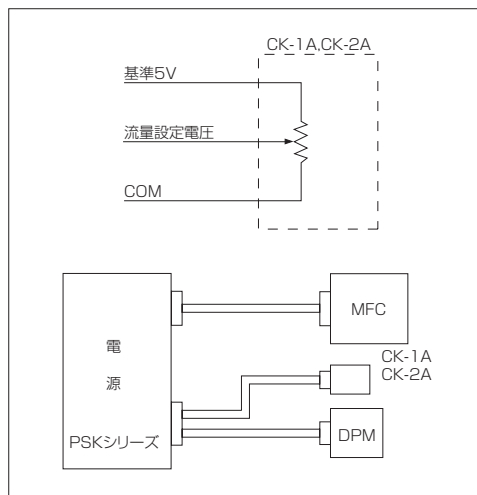 CK-1A,CK-2A
基準5V
流量設定電圧
COM
電
源
PSKシリーズ
MFC
CK-1A
CK-2A
DPM